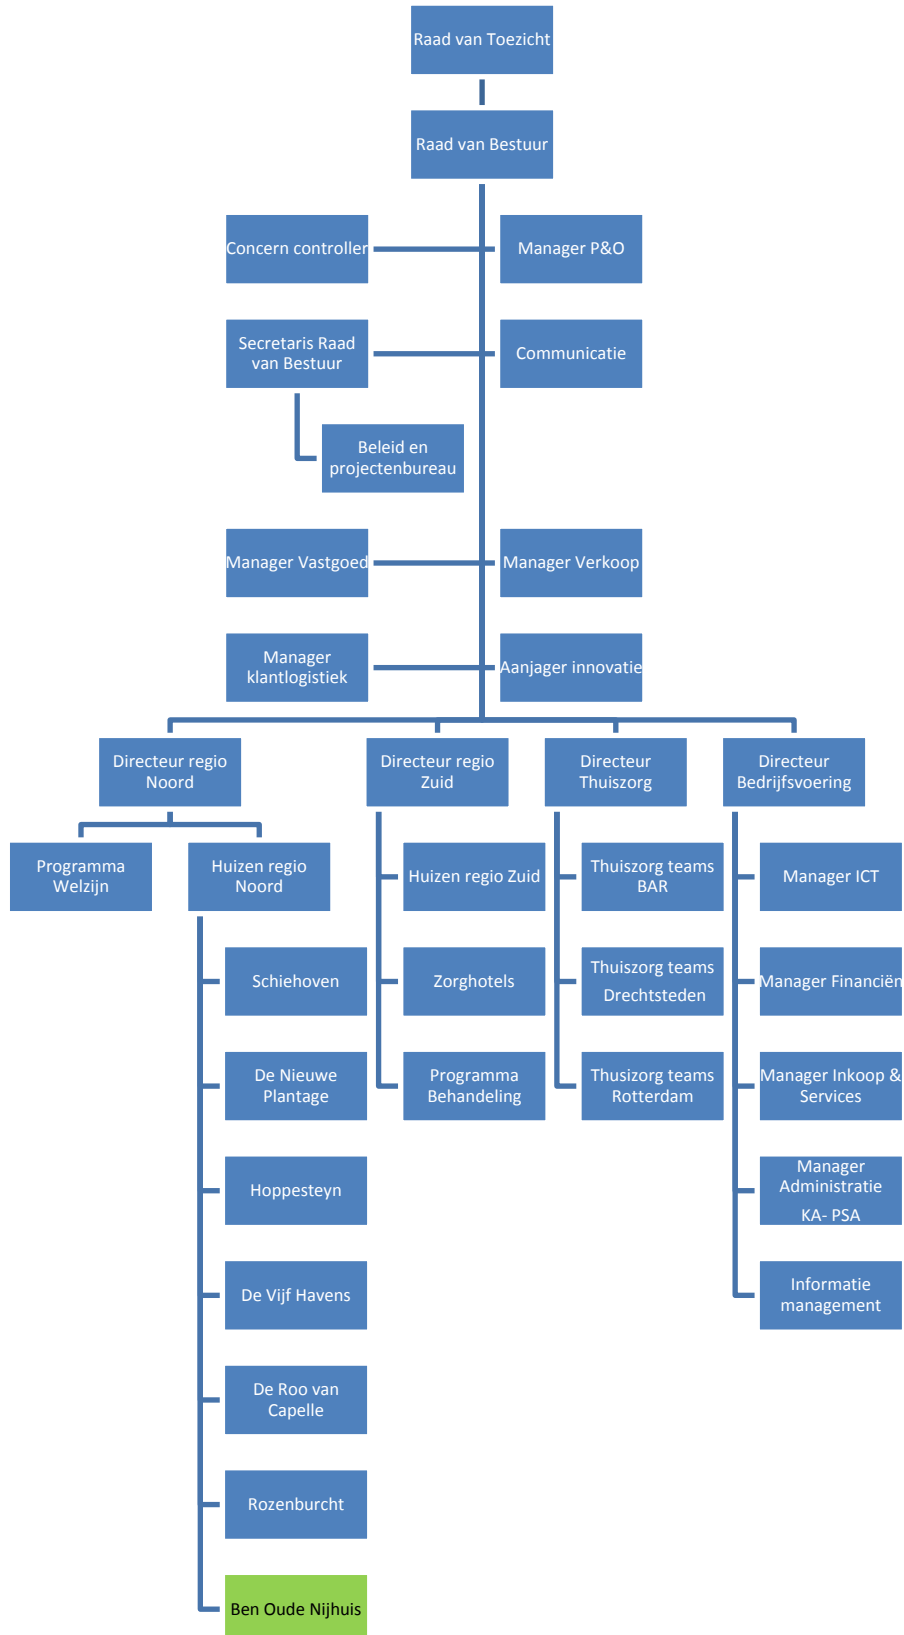 Raad van Toezicht
Raad van Bestuur
Concern controller
Manager P&O
Secretaris Raad
van Bestuur
Communicatie
Beleid en
projectenbureau
Manager Vastgoed
Manager Verkoop
Manager
klantlogistiek
Aanjager innovatie
Directeur regio
Noord
Directeur regio
Zuid
Directeur
Thuiszorg
Directeur
Bedrijfsvoering
Programma
Welzijn
Huizen regio
Noord
Huizen regio Zuid
Thuiszorg teams
BAR
Manager ICT
Schiehoven
Zorghotels
Thuiszorg teams
Drechtsteden
Manager Financiën
De Nieuwe
Plantage
Programma
Behandeling
Thusizorg teams
Rotterdam
Manager Inkoop &
Services
Hoppesteyn
Manager
Administratie
KA- PSA
De Vijf Havens
Informatie
management
De Roo van
Capelle
Rozenburcht
Ben Oude Nijhuis